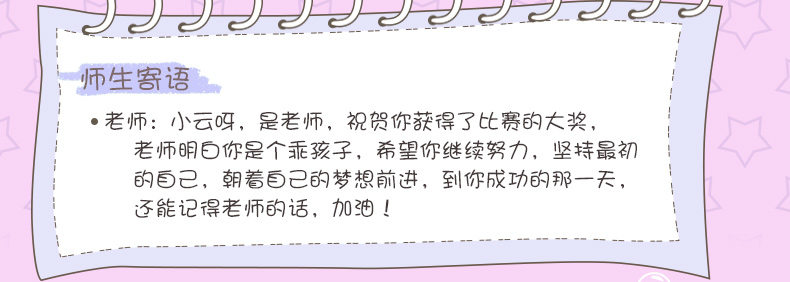 师生寄语
•老师：小云呀，是老师，祝贺你获得了比赛的大奖，
老师明白你是个乖孩子，希望你继续努力，坚持最初
的自己，朝着自己的梦想前进，到你成功的那一天，
还能记得老师的话，加油！